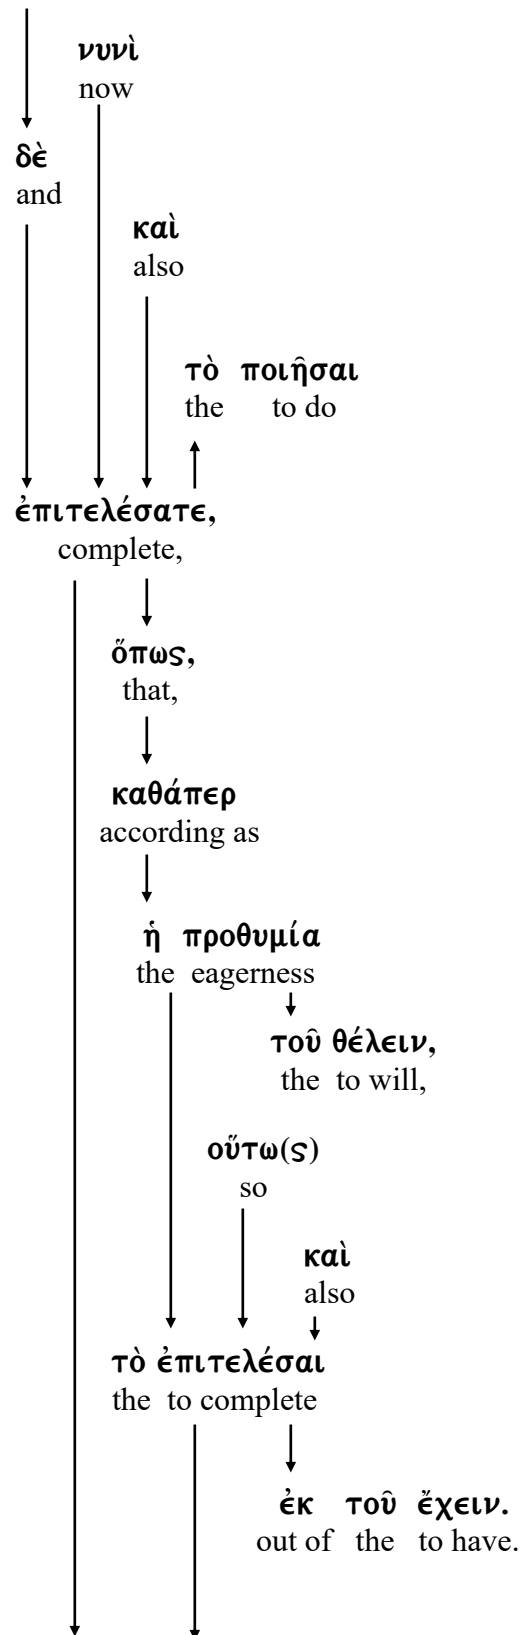 νυνὶ
now
δὲ
and
καὶ
also
τὸ ποιῆσαι
the to do
ἐπιτελέσατε,
complete,
ὅπως,
that,
καθάπερ
according as
ἡ προθυμία
the eagerness
τοῦ θέλειν,
the to will,
οὕτω(ς)
so
καὶ
also
τὸ ἐπιτελέσαι
the to complete
ἐκ τοῦ ἔχειν.
out of the to have.